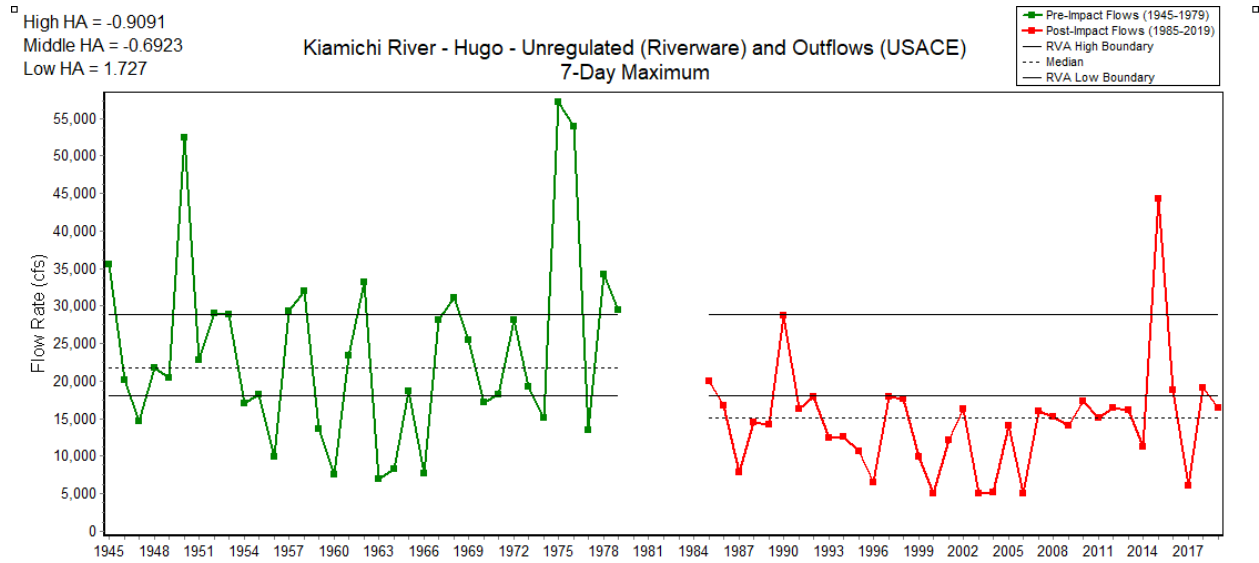 High HA = -0.9091
Middle HA = -0.6923
Low HA = 1.727
Kiamichi River - Hugo - Unregulated (Riverware) and Outflows (USACE)
7-Day Maximum
Pre-Impact Flows (1945-1979)
Post-Impact Flows (1985-2019)
RVA High Boundary
Median
RVA Low Boundary
Flow Rate (cfs)
55,000
50,000
45,000
40,000
35,000
30,000
25,000
20,000
15,000
10,000
5,000
0
1945 1948 1951 1954 1957 1960 1963 1966 1969 1972 1975 1978 1981 1984 1987 1990 1993 1996 1999 2002 2005 2008 2011 2014 2017